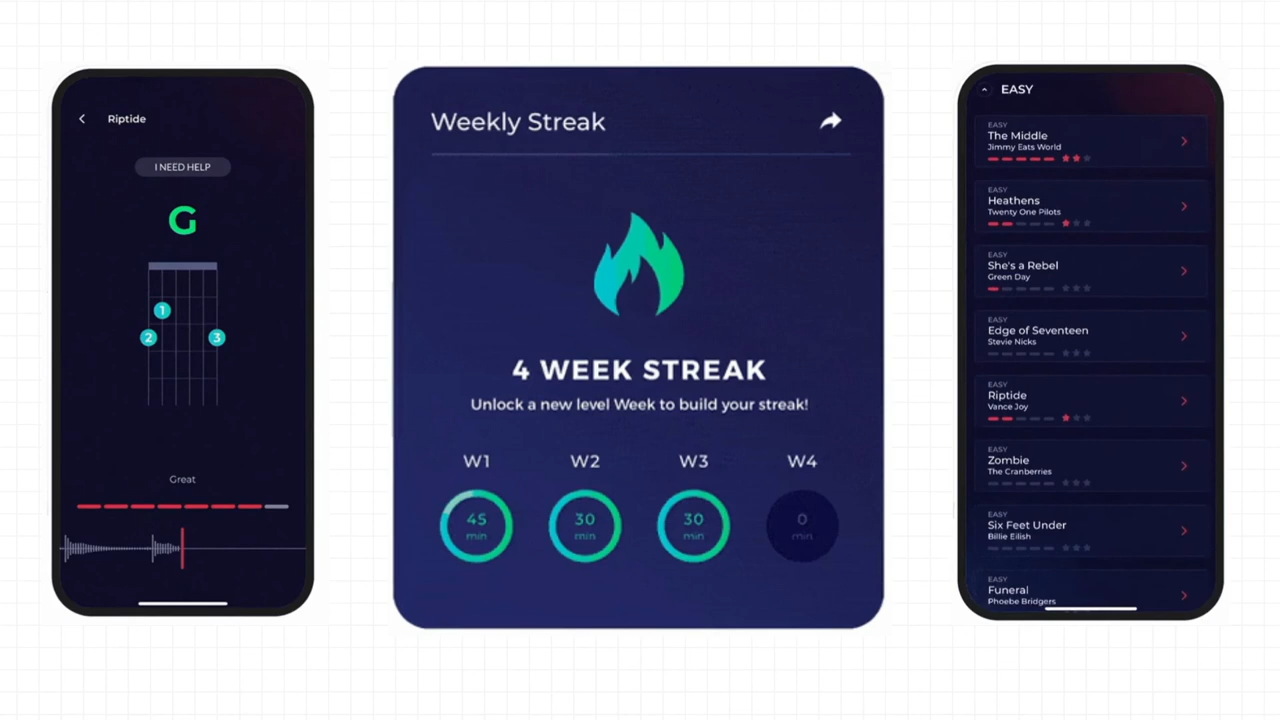 Riptide
I NEED HELP
G
1
2
3
Great
Weekly Streak
4 WEEK STREAK
Unlock a new level Week to build your streak!
W1
W2
W3
W4
45
min
30
min
30
min
0
min
EASY
EASY
The Middle
Jimmy Eats World
EASY
Heathens
Twenty One Pilots
EASY
She's a Rebel
Green Day
EASY
Edge of Seventeen
Stevie Nicks
EASY
Riptide
Vance Joy
EASY
Zombie
The Cranberries
EASY
Six Feet Under
Billie Eilish
EASY
Funeral
Phoebe Bridgers